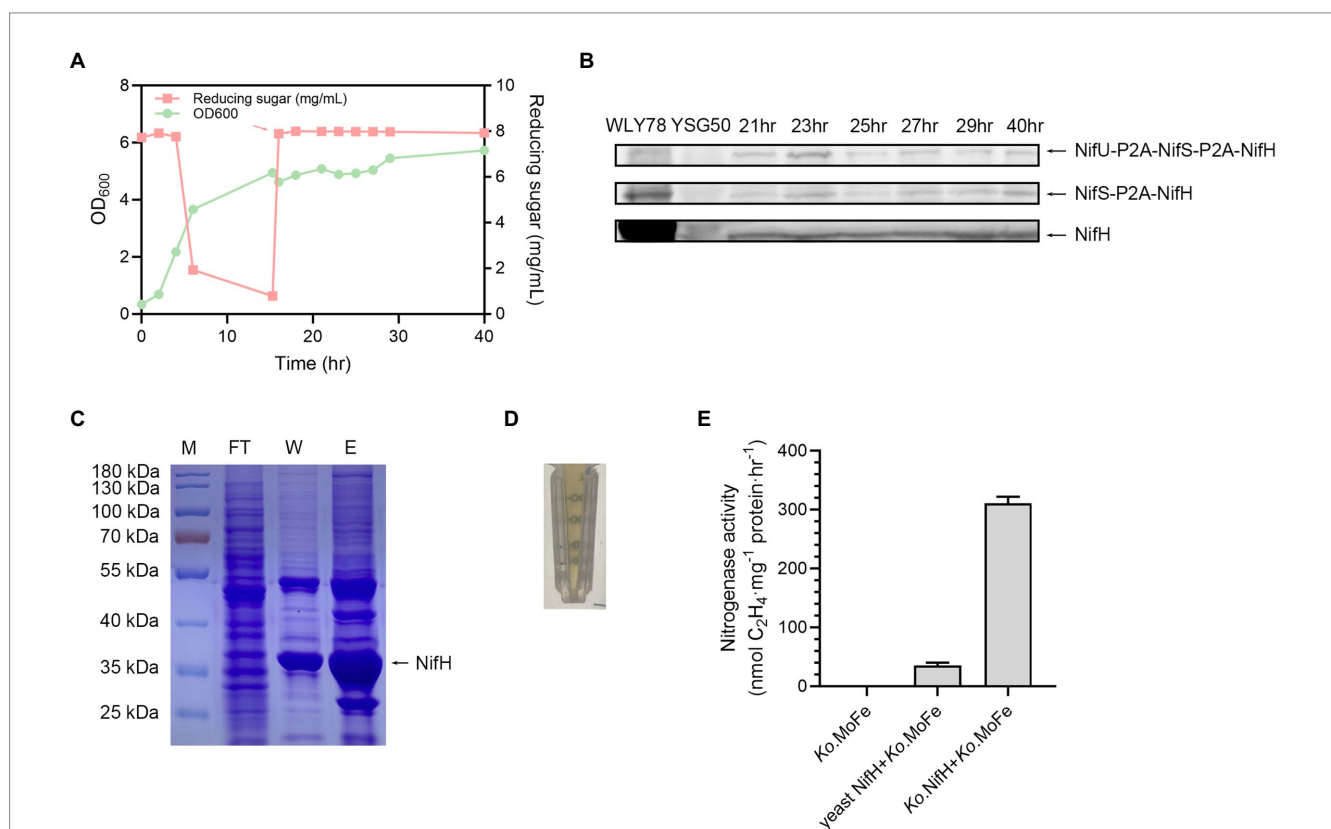 A
8
6
4
2
0
OD600
Reducing sugar (mg/mL)
OD600
10
8
6
4
2
0
Reducing sugar (mg/mL)
0 10 20 30 40
Time (hr)
B
WLY78 YSG50 21hr 23hr 25hr 27hr 29hr 40hr
NifU-P2A-NifS-P2A-NifH
NifS-P2A-NifH
NifH
C
M FT W E
180 kDa
130 kDa
100 kDa
70 kDa
55 kDa
40 kDa
35 kDa
25 kDa
NifH
D
E
400
300
200
100
0
Nitrogenase activity
(nmol C2H4·mg-1 protein·hr-1)
Ko.MoFe
yeast NifH+Ko.MoFe
Ko.NifH+Ko.MoFe